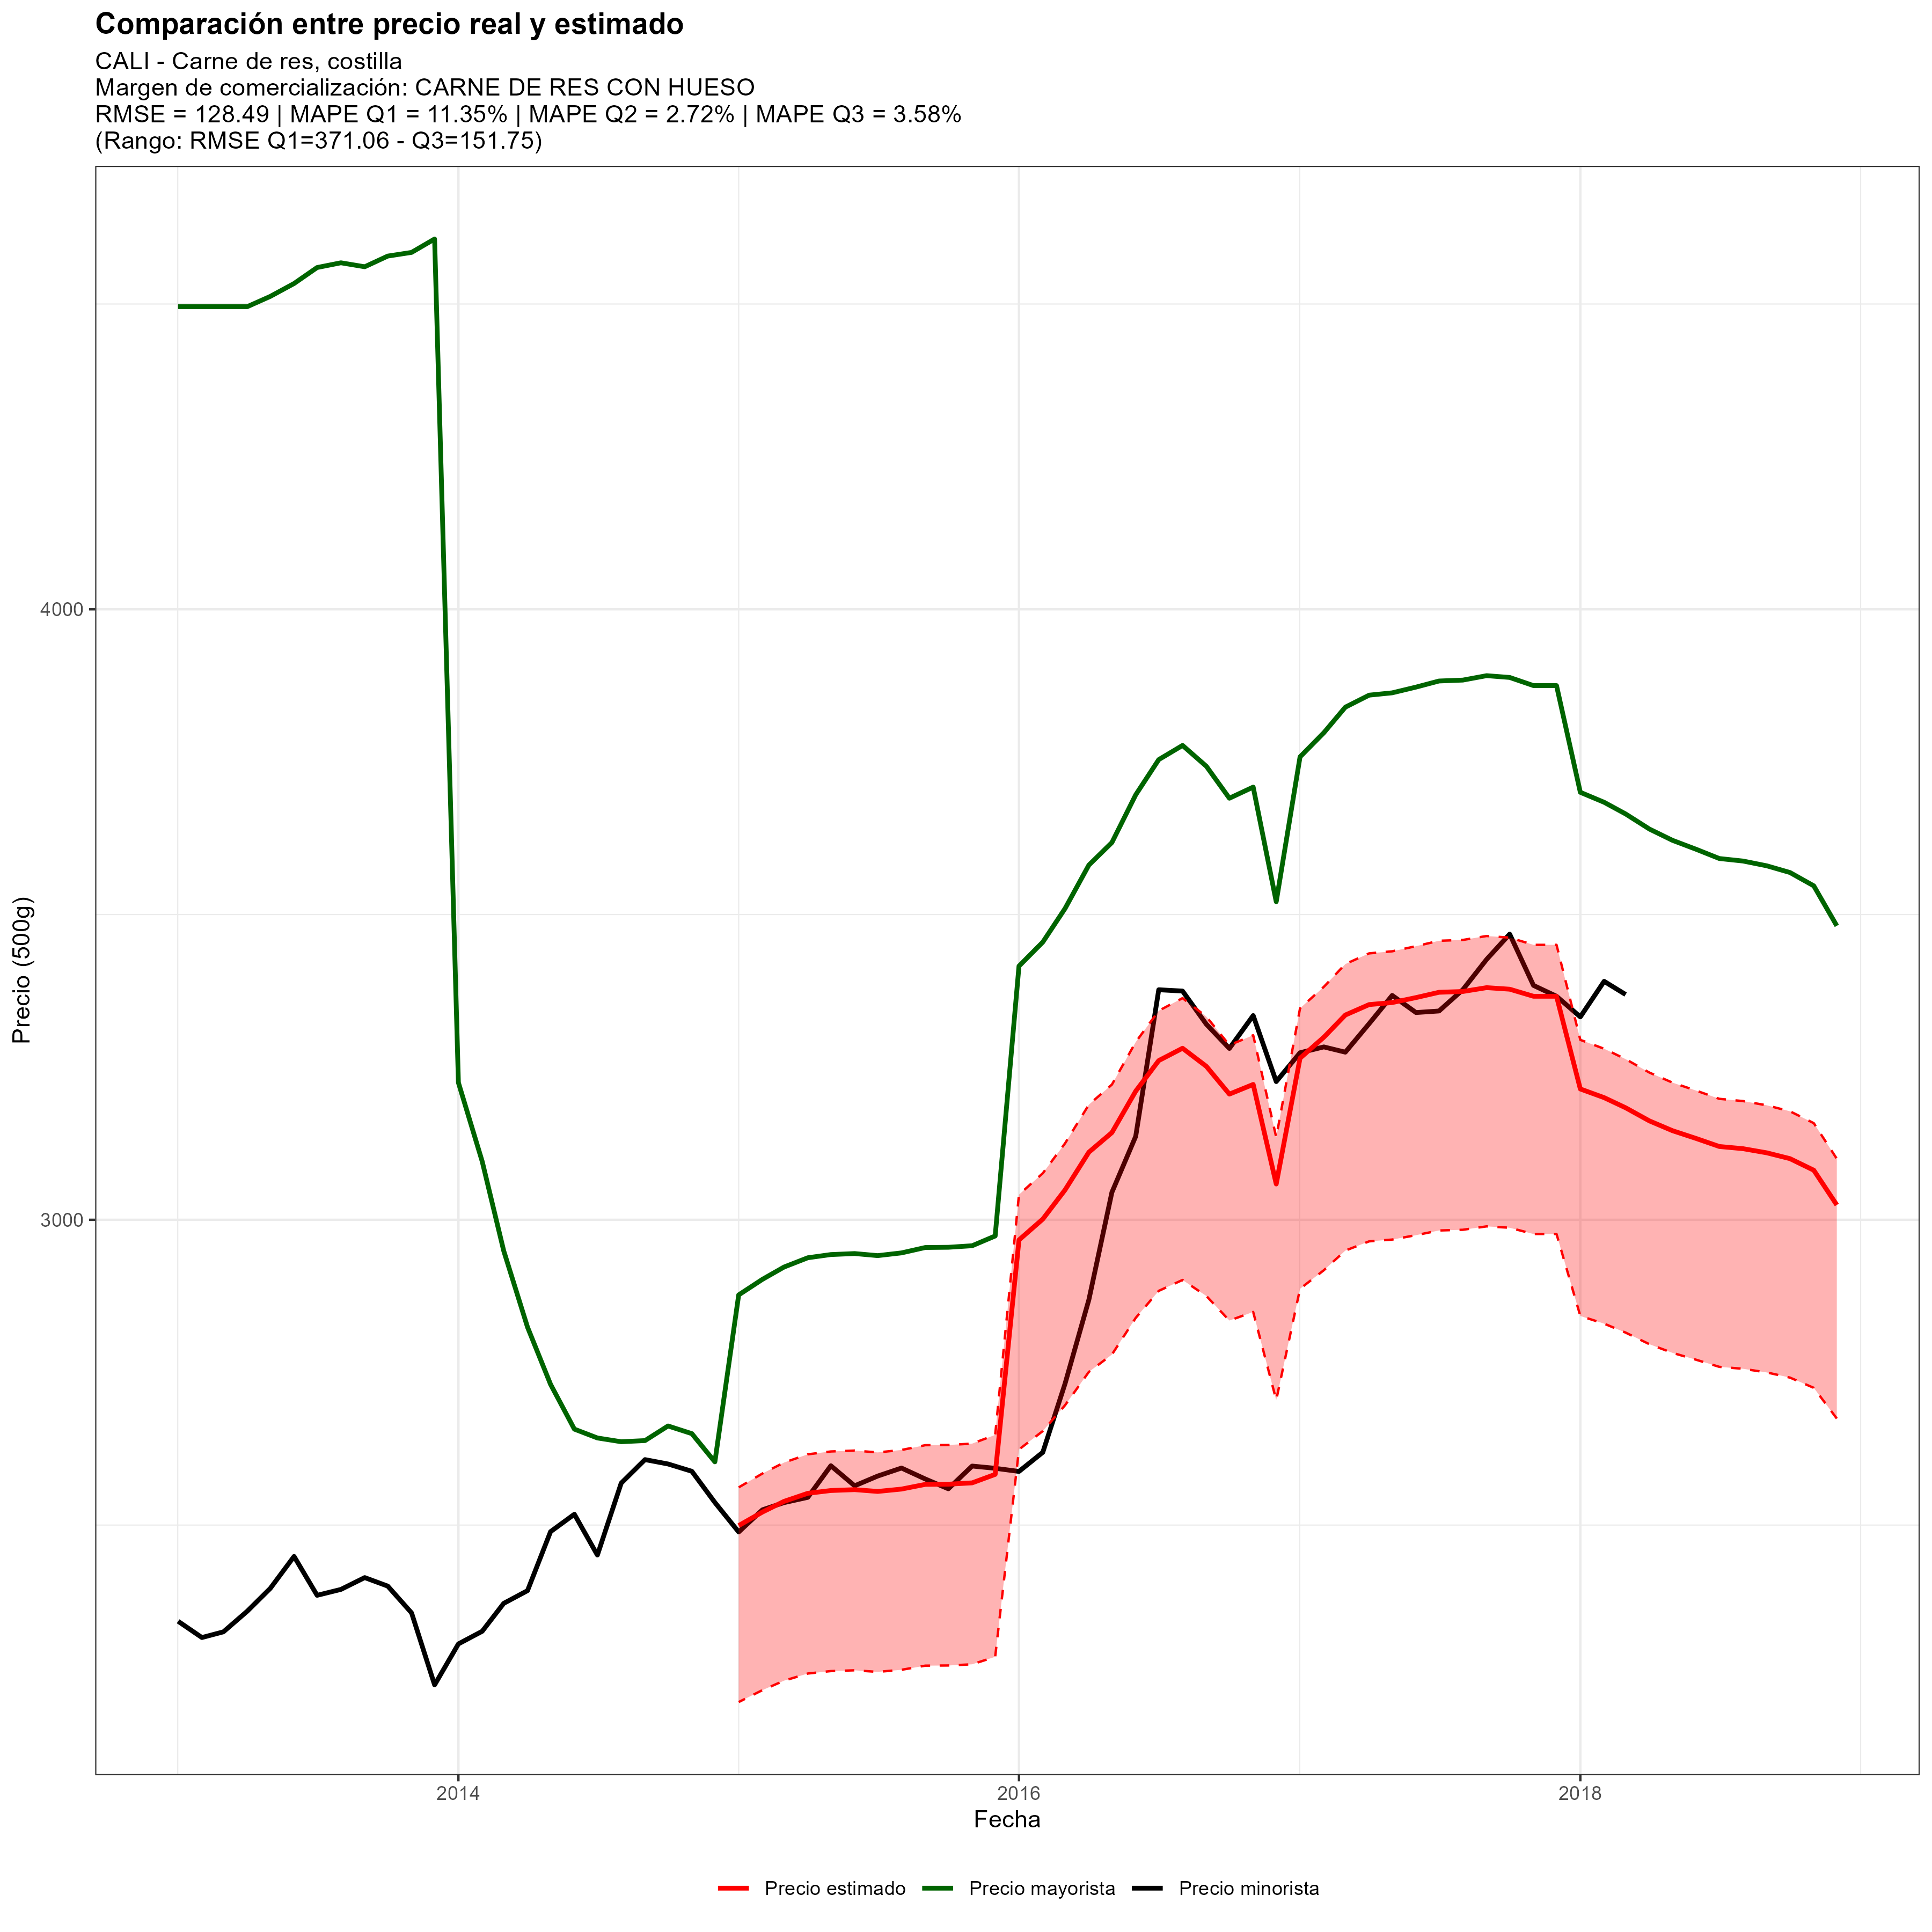 Comparación entre precio real y estimado
CALI - Carne de res, costilla
Margen de comercialización: CARNE DE RES CON HUESO
RMSE = 128.49 | MAPE Q1 = 11.35% | MAPE Q2 = 2.72% | MAPE Q3 = 3.58%
(Rango: RMSE Q1=371.06 - Q3=151.75)
Precio (500g)
4000
3000
2014
2016
2018
Fecha
Precio estimado
Precio mayorista
Precio minorista